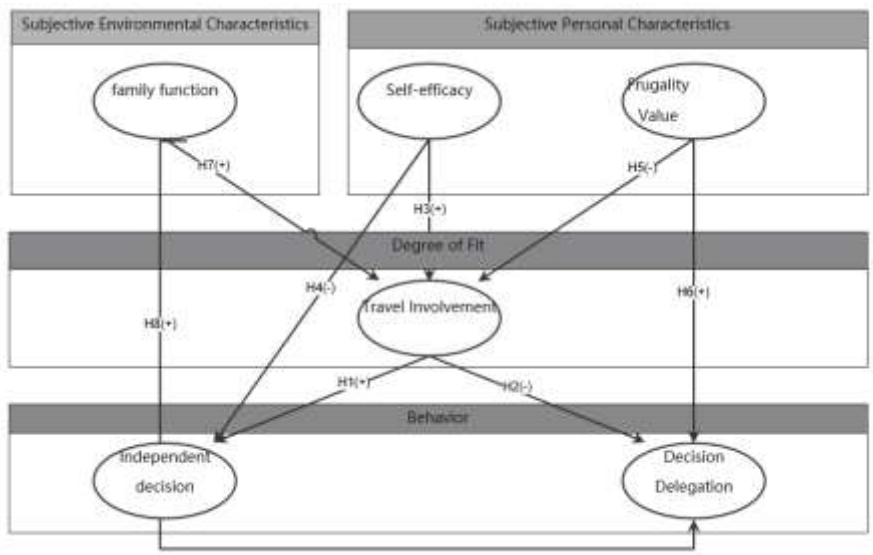 Subjective Environmental Characteristics
Subjective Personal Characteristics
family function
Self-efficacy
Frugality
Value
H7(+)
H5(-)
H3(+)
Degree of Fit
H4(-)
H6(+)
Travel Involvement
H8(+)
H1(+)
H2(-)
Behavior
Independent
decision
Decision
Delegation